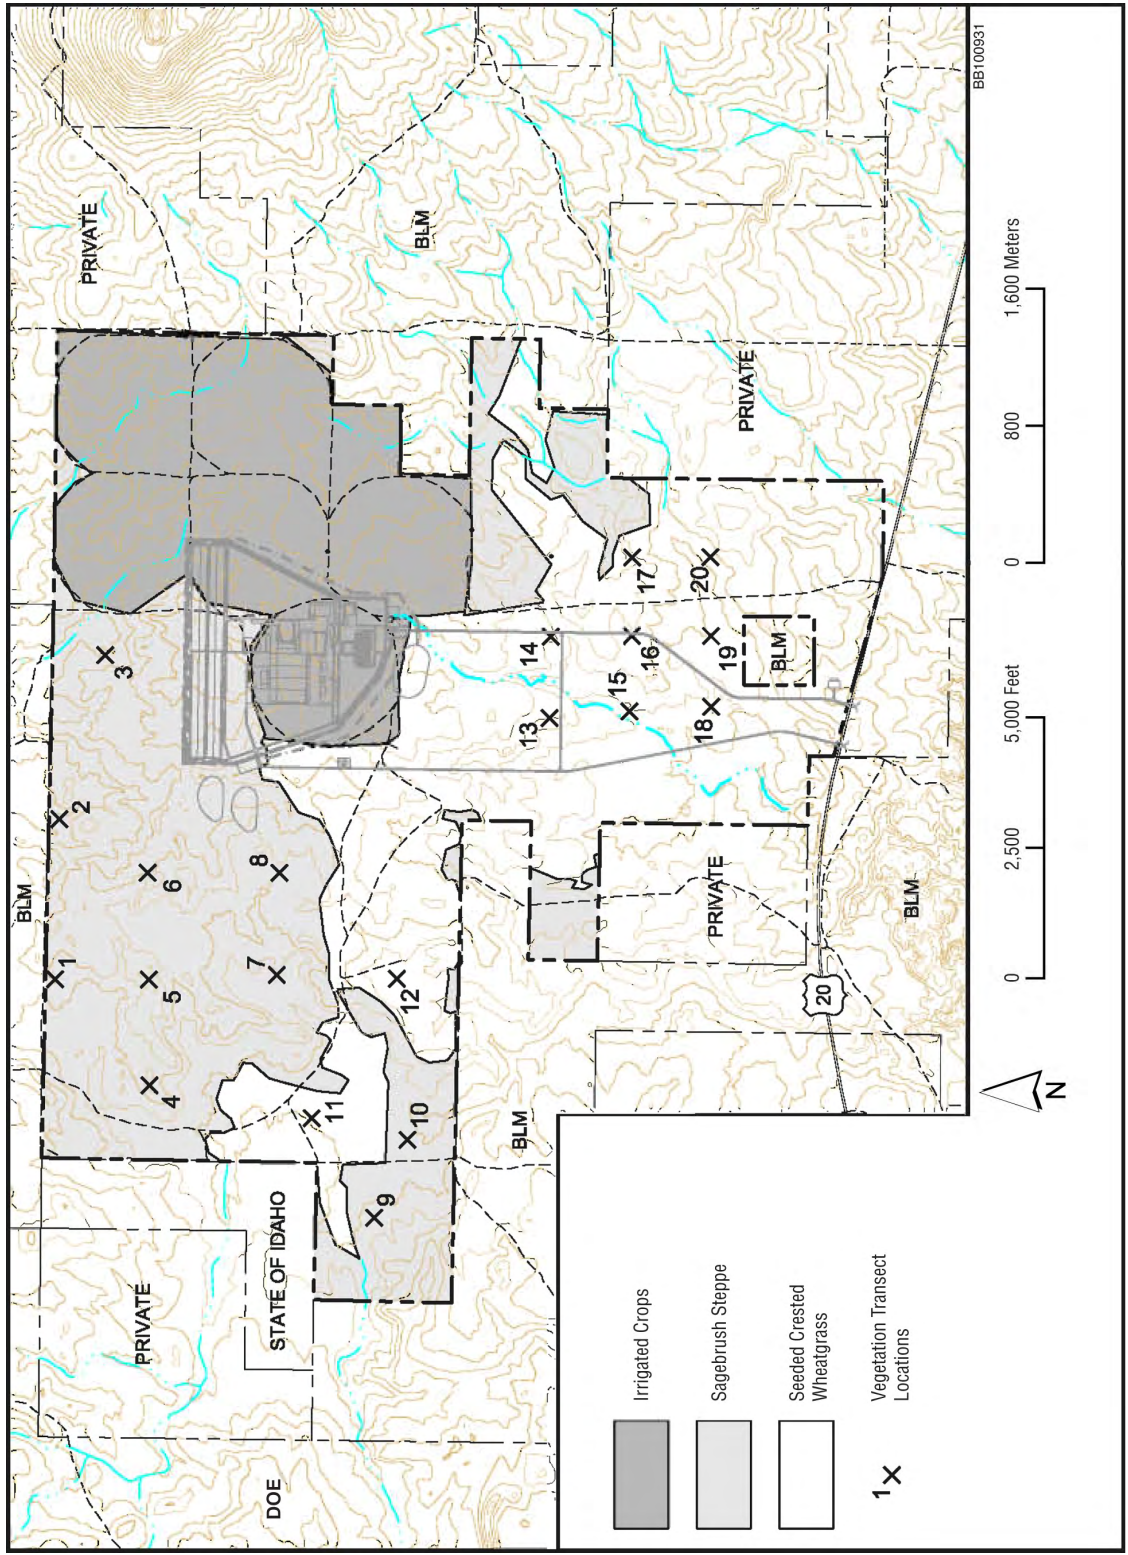 BLM
1
2
PRIVATE
3
PRIVATE
4
5
6
7
8
DOE
STATE OF IDAHO
11
9
10
12
BLM
BLM
13
14
15
16
17
18
19
20
PRIVATE
PRIVATE
BLM
20
BLM
Irrigated Crops
Sagebrush Steppe
Seeded Crested
Wheatgrass
1
Vegetation Transect
Locations
BB100931
0 2,500 5,000 Feet
0 800 1,600 Meters
N